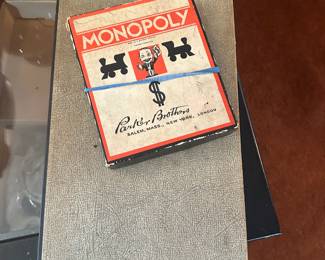 MONOPOLY
$
Parker Brothers
SALEM, MASS., NEW YORK, LONDON